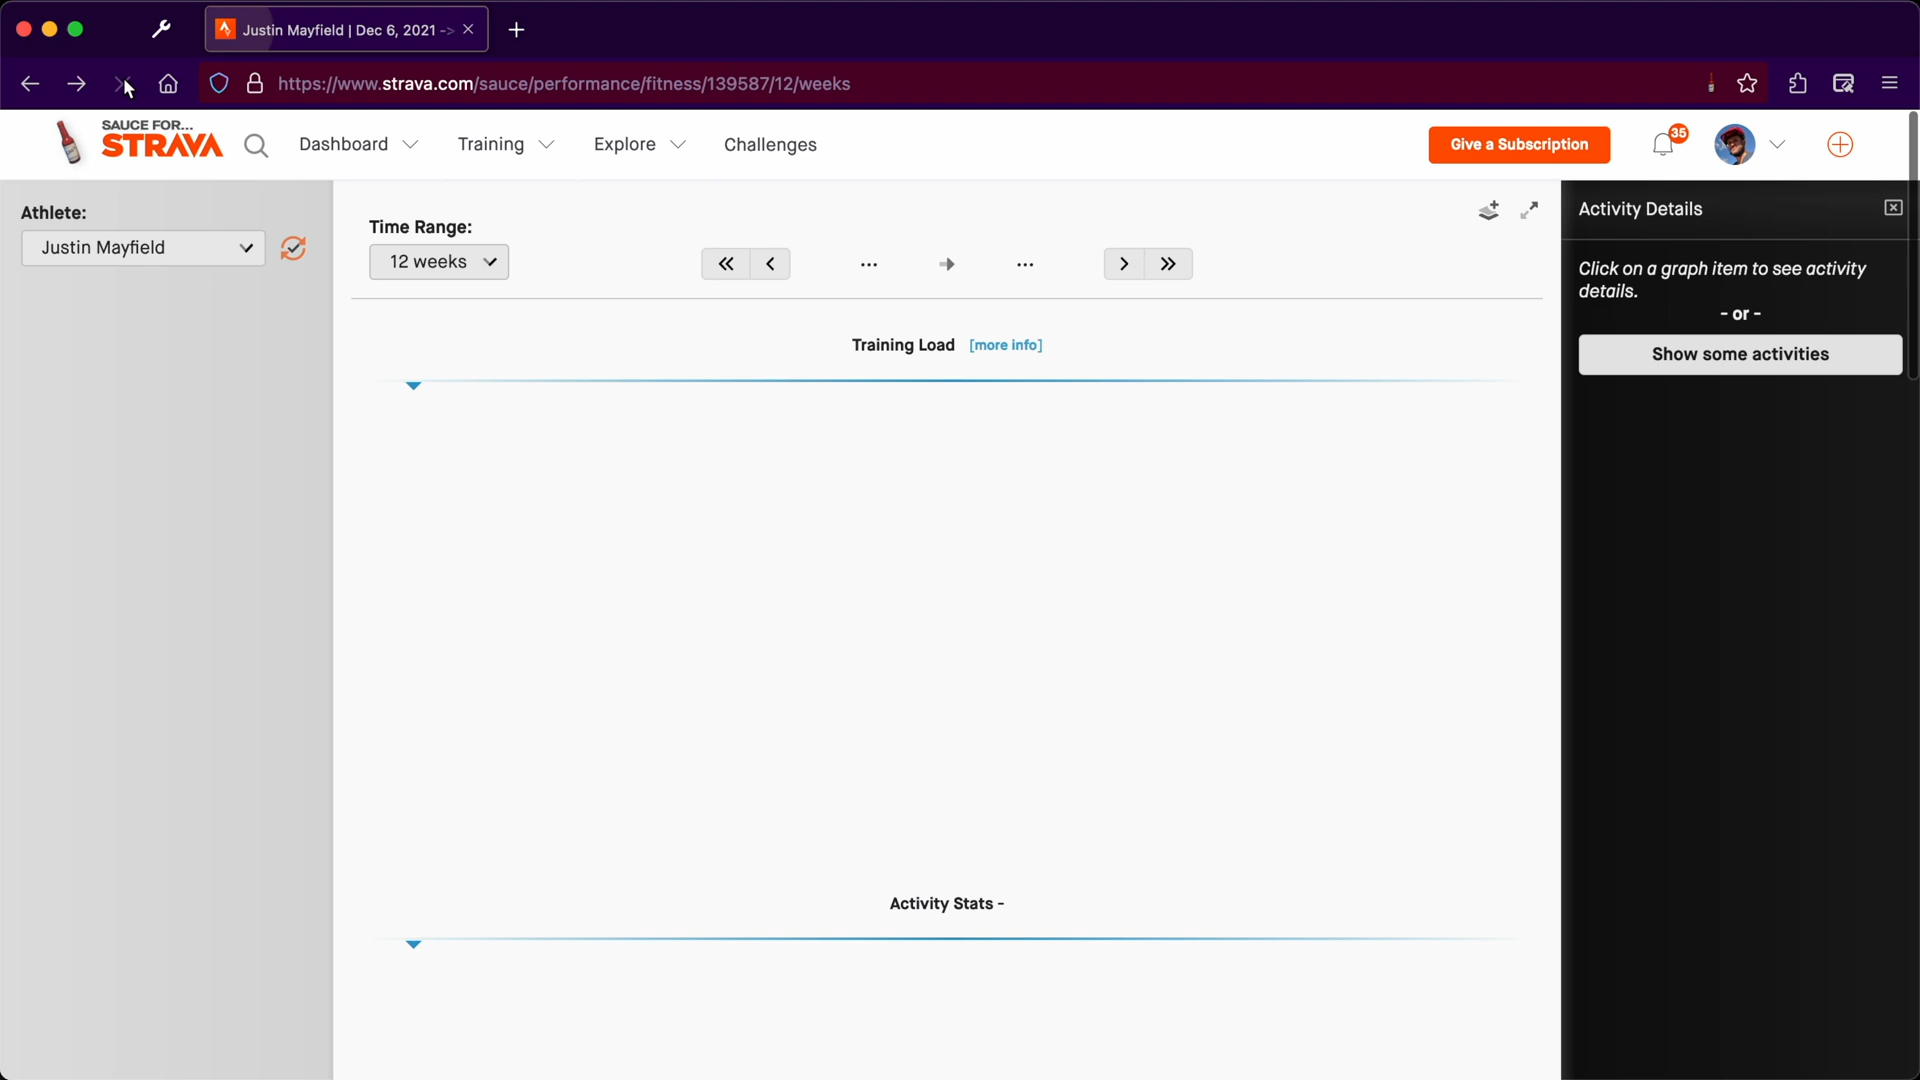 Justin Mayfield | Dec 6, 2021 ->
https://www.strava.com/sauce/performance/fitness/139587/12/weeks
SAUCE FOR...
STRAVA
Dashboard
Training
Explore
Challenges
Give a Subscription
35
Athlete:
Justin Mayfield
Time Range:
12 weeks
...
...
Training Load [more info]
Activity Stats -
Activity Details
Click on a graph item to see activity
details.
- or -
Show some activities